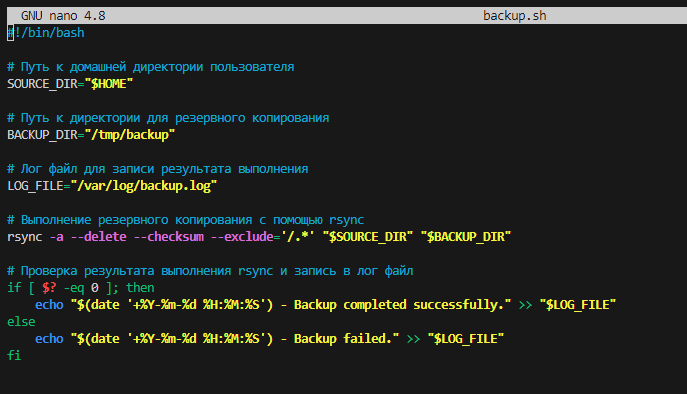 GNU nano 4.8 backup.sh
#!/bin/bash
# Путь к домашней директории пользователя
SOURCE_DIR="$HOME"
# Путь к директории для резервного копирования
BACKUP_DIR="/tmp/backup"
# Лог файл для записи результата выполнения
LOG_FILE="/var/log/backup.log"
# Выполнение резервного копирования с помощью rsync
rsync -a --delete --checksum --exclude='/.*' "$SOURCE_DIR" "$BACKUP_DIR"
# Проверка результата выполнения rsync и запись в лог файл
if [ $? -eq 0 ]; then
    echo "$(date '+%Y-%m-%d %H:%M:%S') - Backup completed successfully." >> "$LOG_FILE"
else
    echo "$(date '+%Y-%m-%d %H:%M:%S') - Backup failed." >> "$LOG_FILE"
fi